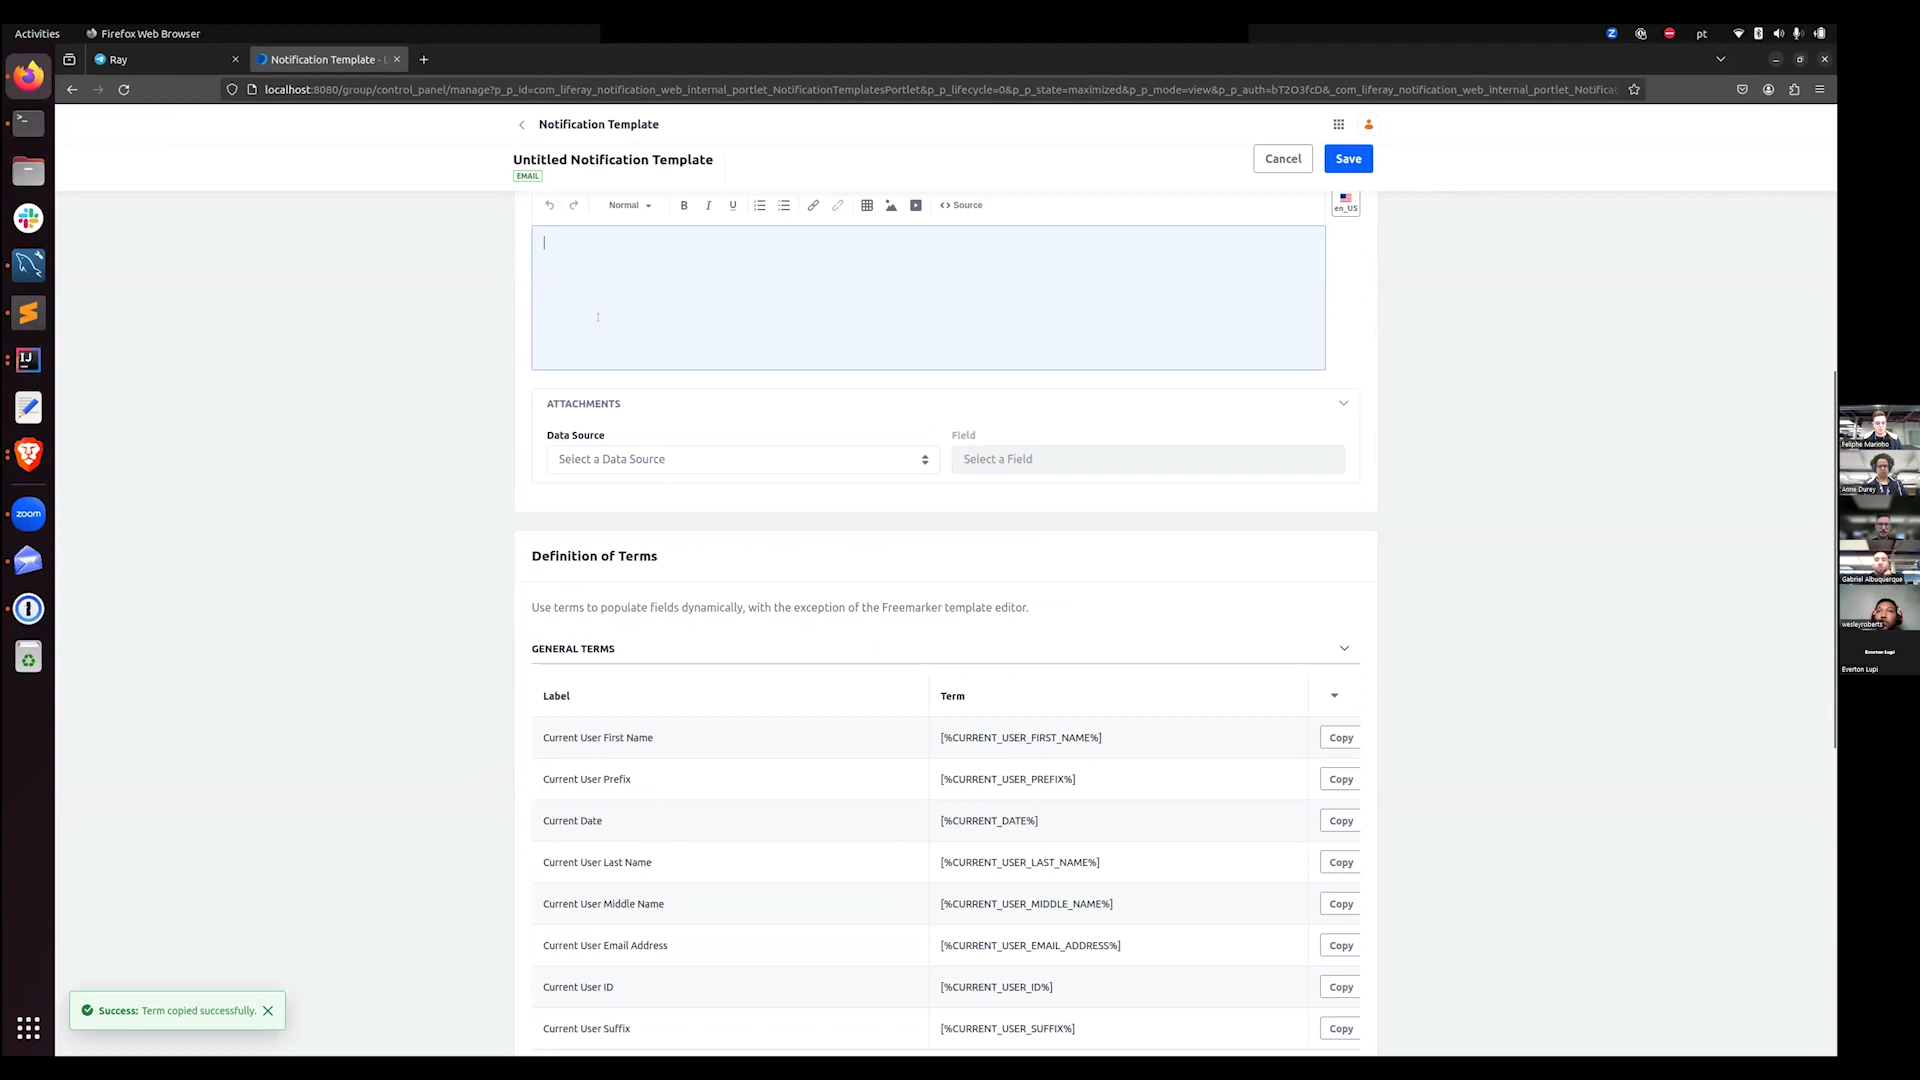 Activities
Firefox Web Browser
pt
Ray
Notification Template - L
localhost:8080/group/control_panel/manage?p_p_id=com_liferay_notification_web_internal_portlet_NotificationTemplatesPortlet&p_p_lifecycle=0&p_p_state=maximized&p_p_mode=view&p_p_auth=bT2O3fcD&_com_liferay_notification_web_internal_portlet_Notificat
Notification Template
Untitled Notification Template
EMAIL
Cancel
Save
Normal
B I U
Source
en_US
ATTACHMENTS
Data Source
Field
Select a Data Source
Select a Field
Definition of Terms
Use terms to populate fields dynamically, with the exception of the Freemarker template editor.
GENERAL TERMS
Label Term
Current User First Name [%CURRENT_USER_FIRST_NAME%] Copy
Current User Prefix [%CURRENT_USER_PREFIX%] Copy
Current Date [%CURRENT_DATE%] Copy
Current User Last Name [%CURRENT_USER_LAST_NAME%] Copy
Current User Middle Name [%CURRENT_USER_MIDDLE_NAME%] Copy
Current User Email Address [%CURRENT_USER_EMAIL_ADDRESS%] Copy
Current User ID [%CURRENT_USER_ID%] Copy
Current User Suffix [%CURRENT_USER_SUFFIX%] Copy
Success: Term copied successfully.
zoom
IJ
Feliphe Marinho
Anne Durey
Gabriel Albuquerque
wesleyroberts
Everton Lupi
Everton Lupi